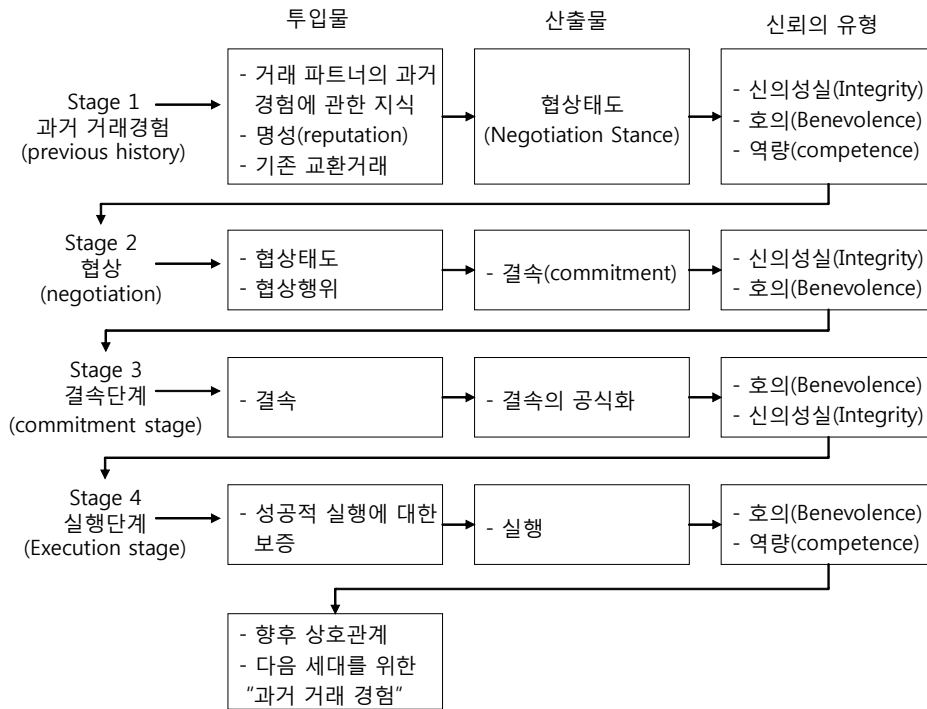 투입물
산출물
신뢰의 유형
Stage 1
과거 거래경험
(previous history)
- 거래 파트너의 과거
경험에 관한 지식
- 명성(reputation)
- 기존 교환거래
협상태도
(Negotiation Stance)
- 신의성실(Integrity)
- 호의(Benevolence)
- 역량(competence)
Stage 2
협상
(negotiation)
- 협상태도
- 협상행위
- 결속(commitment)
- 신의성실(Integrity)
- 호의(Benevolence)
Stage 3
결속단계
(commitment stage)
- 결속
- 결속의 공식화
- 호의(Benevolence)
- 신의성실(Integrity)
Stage 4
실행단계
(Execution stage)
- 성공적 실행에 대한
보증
- 실행
- 호의(Benevolence)
- 역량(competence)
- 향후 상호관계
- 다음 세대를 위한
"과거 거래 경험"